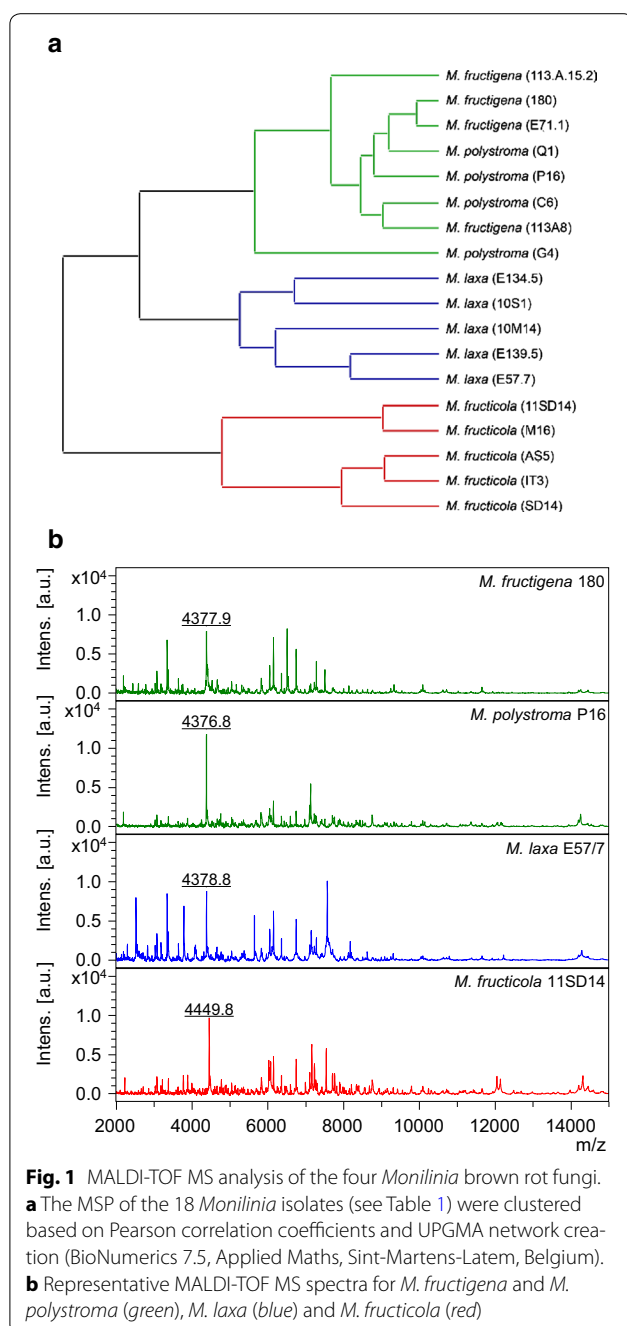 a
M. fructigena (113.A.15.2)
M. fructigena (180)
M. fructigena (E71.1)
M. polystroma (Q1)
M. polystroma (P16)
M. polystroma (C6)
M. fructigena (113A8)
M. polystroma (G4)
M. laxa (E134.5)
M. laxa (10S1)
M. laxa (10M14)
M. laxa (E139.5)
M. laxa (E57.7)
M. fructicola (11SD14)
M. fructicola (M16)
M. fructicola (AS5)
M. fructicola (IT3)
M. fructicola (SD14)
b
Intens. [a.u.]
x10⁴
1.0
0.5
0.0
4377.9
M. fructigena 180
Intens. [a.u.]
x10⁴
1.0
0.5
0.0
4376.8
M. polystroma P16
Intens. [a.u.]
x10⁴
1.0
0.5
0.0
4378.8
M. laxa E57/7
Intens. [a.u.]
x10⁴
1.0
0.5
0.0
4449.8
M. fructicola 11SD14
2000 4000 6000 8000 10000 12000 14000
m/z
Fig. 1 MALDI-TOF MS analysis of the four Monilinia brown rot fungi.
a The MSP of the 18 Monilinia isolates (see Table 1) were clustered
based on Pearson correlation coefficients and UPGMA network crea-
tion (BioNumerics 7.5, Applied Maths, Sint-Martens-Latem, Belgium).
b Representative MALDI-TOF MS spectra for M. fructigena and M.
polystroma (green), M. laxa (blue) and M. fructicola (red)